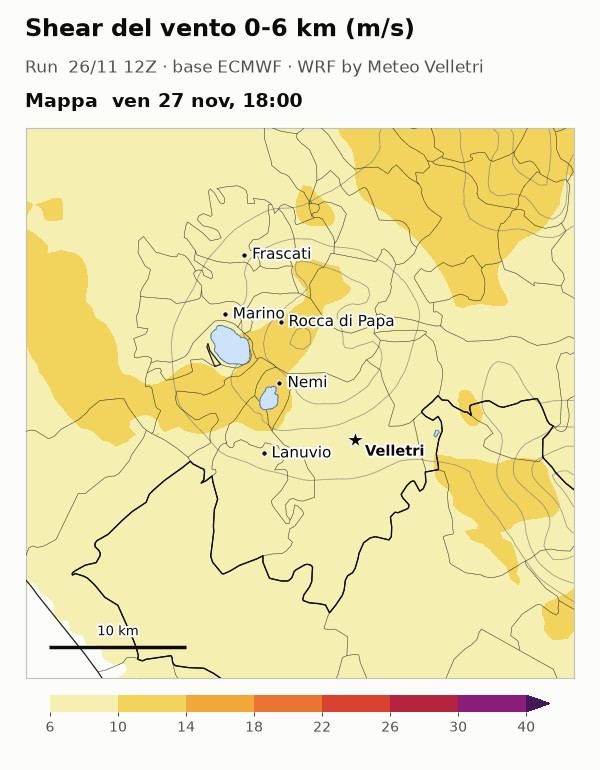 Shear del vento 0-6 km (m/s)
Run  26/11 12Z · base ECMWF · WRF by Meteo Velletri
Mappa  ven 27 nov, 18:00
Frascati
Marino
Rocca di Papa
Nemi
Velletri
Lanuvio
10 km
6 10 14 18 22 26 30 40